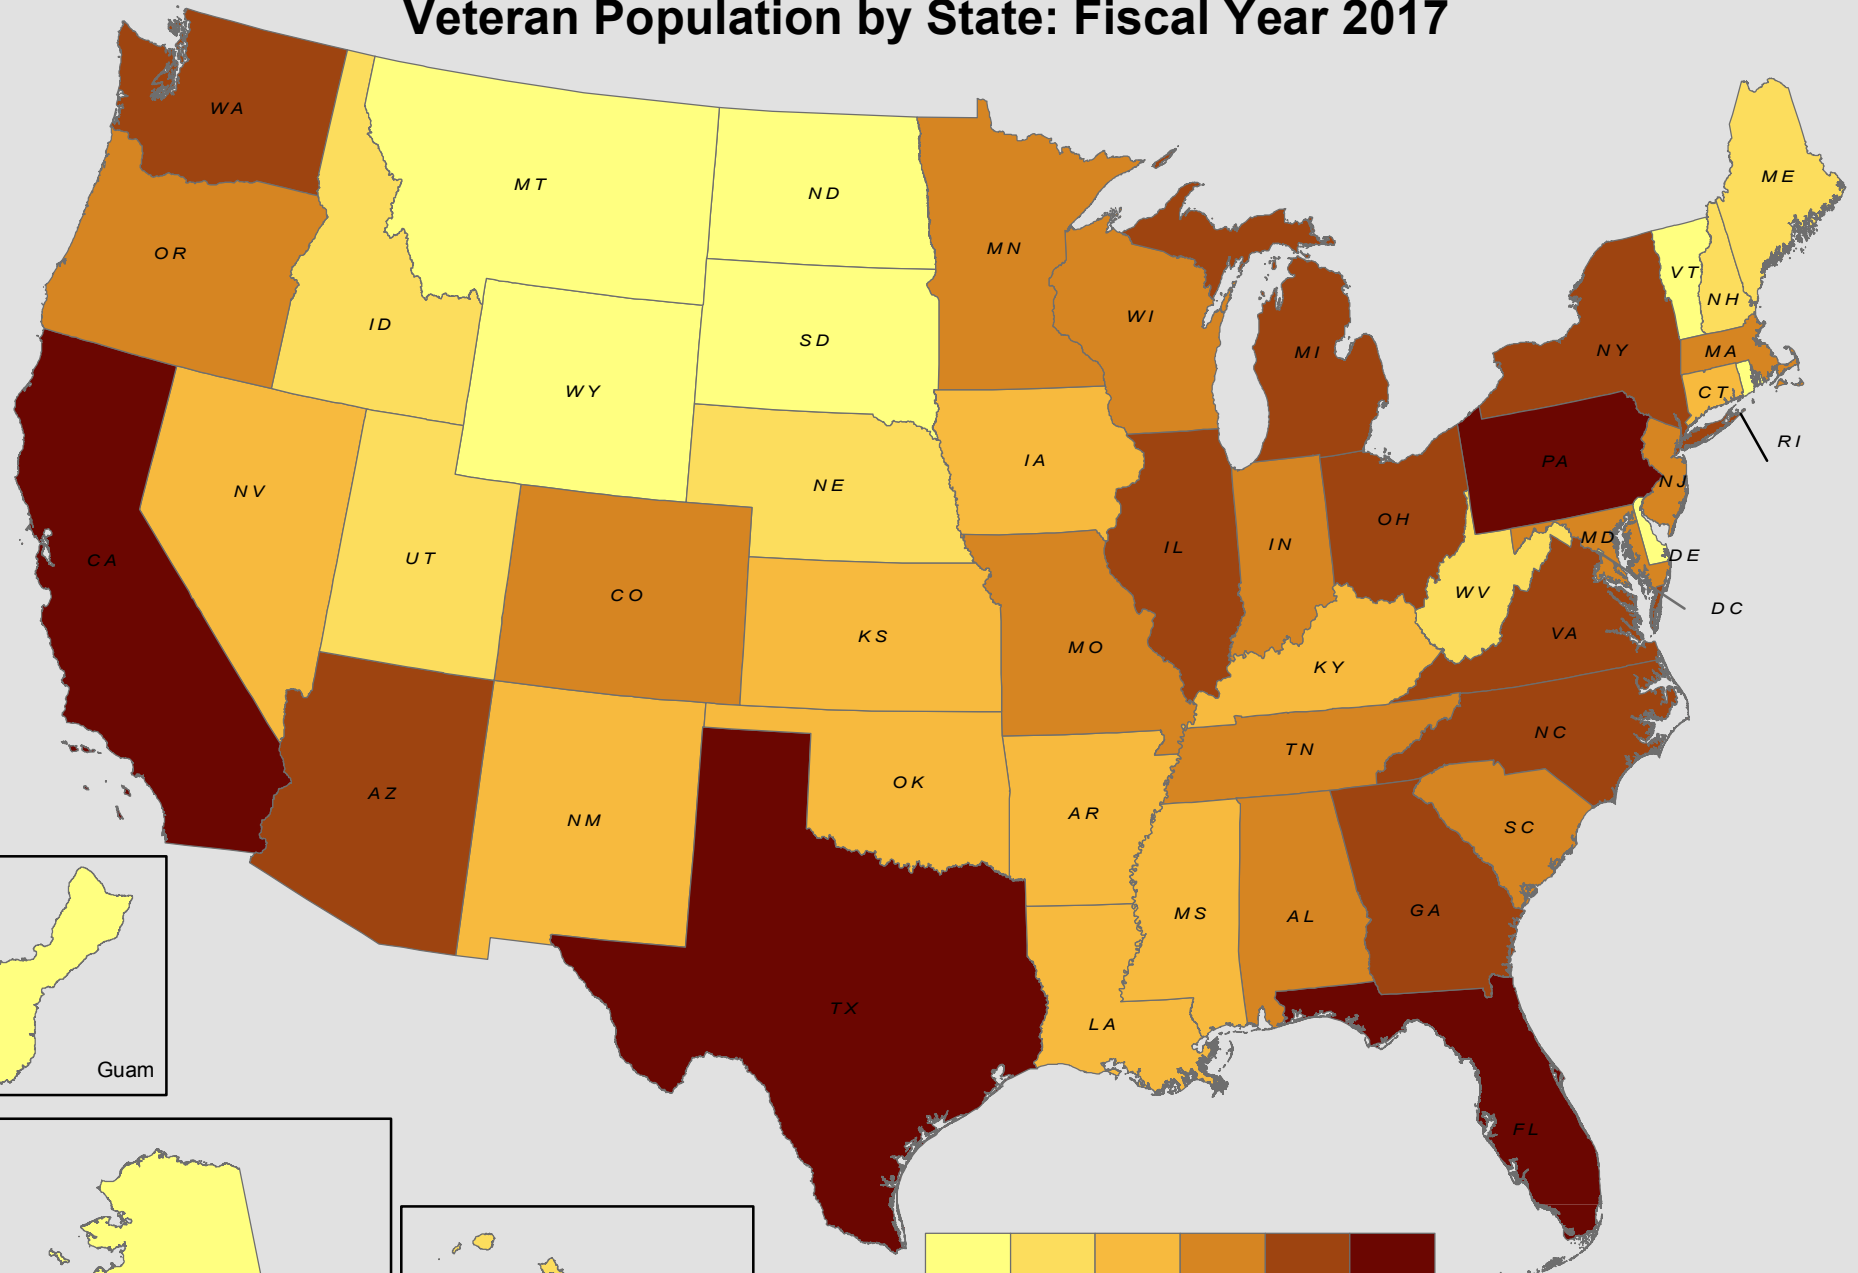 Veteran Population by State: Fiscal Year 2017
WA
MT
ND
MN
ME
OR
ID
WY
SD
WI
MI
VT
NH
NY
MA
CT
RI
NV
UT
CO
NE
IA
IL
IN
OH
PA
NJ
MD
DE
DC
WV
VA
CA
KS
MO
KY
TN
NC
AZ
NM
OK
AR
SC
MS
AL
GA
TX
LA
FL
Guam